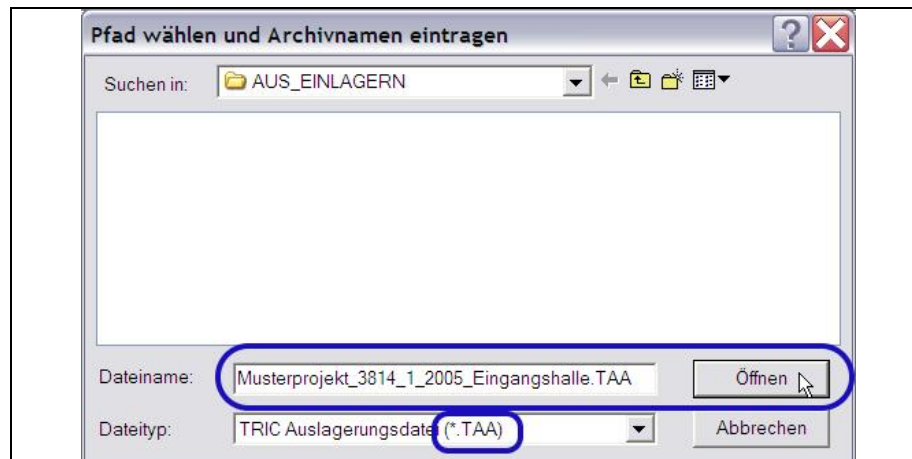 Pfad wählen und Archivnamen eintragen
Suchen in: AUS_EINLAGERN
Dateiname: Musterprojekt_3814_1_2005_Eingangshalle.TAA Öffnen
Dateityp: TRIC Auslagerungsdatei (*.TAA) Abbrechen